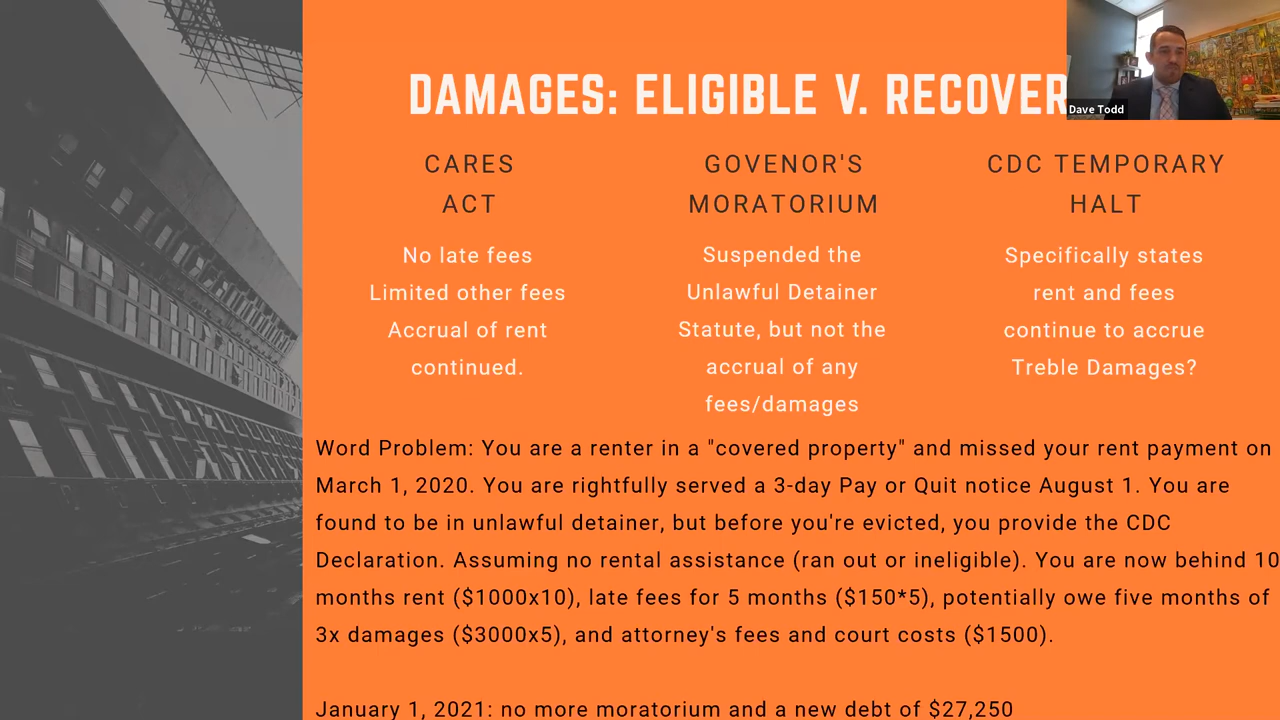 DAMAGES: ELIGIBLE V. RECOVER
Dave Todd
CARES
ACT
No late fees
Limited other fees
Accrual of rent
continued.
GOVENOR'S
MORATORIUM
Suspended the
Unlawful Detainer
Statute, but not the
accrual of any
fees/damages
CDC TEMPORARY
HALT
Specifically states
rent and fees
continue to accrue
Treble Damages?
Word Problem: You are a renter in a "covered property" and missed your rent payment on
March 1, 2020. You are rightfully served a 3-day Pay or Quit notice August 1. You are
found to be in unlawful detainer, but before you're evicted, you provide the CDC
Declaration. Assuming no rental assistance (ran out or ineligible). You are now behind 10
months rent ($1000x10), late fees for 5 months ($150*5), potentially owe five months of
3x damages ($3000x5), and attorney's fees and court costs ($1500).
January 1, 2021: no more moratorium and a new debt of $27,250